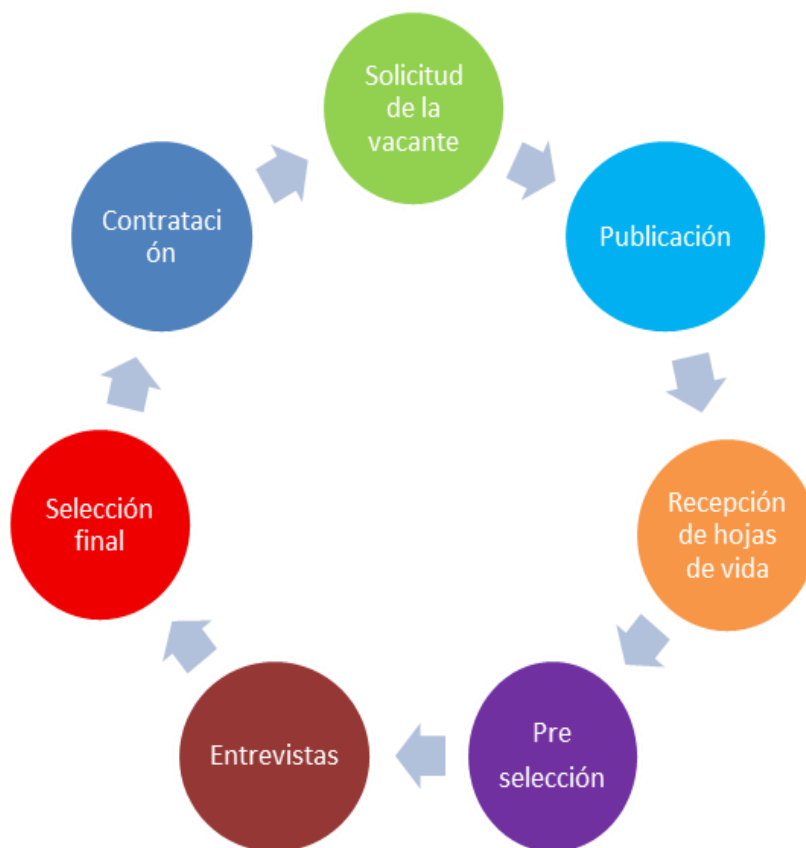 Solicitud
de la
vacante
Publicación
Recepción
de hojas
de vida
Pre
selección
Entrevistas
Selección
final
Contrataci
ón